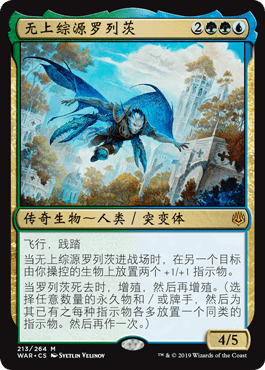 无上综源罗列茨 2
传奇生物～人类／突变体
飞行，践踏
当无上综源罗列茨进战场时，在另一个目标
由你操控的生物上放置两个 +1/+1 指示物。
当罗列茨死去时，增殖，然后再增殖。（选
择任意数量的永久物和／或牌手，然后为
其已有之每种指示物各多放置一个同类的
指示物。然后再作一次。）
4/5
213/264 M
WAR • CS SVETLIN VELINOV
™ & © 2019 Wizards of the Coast